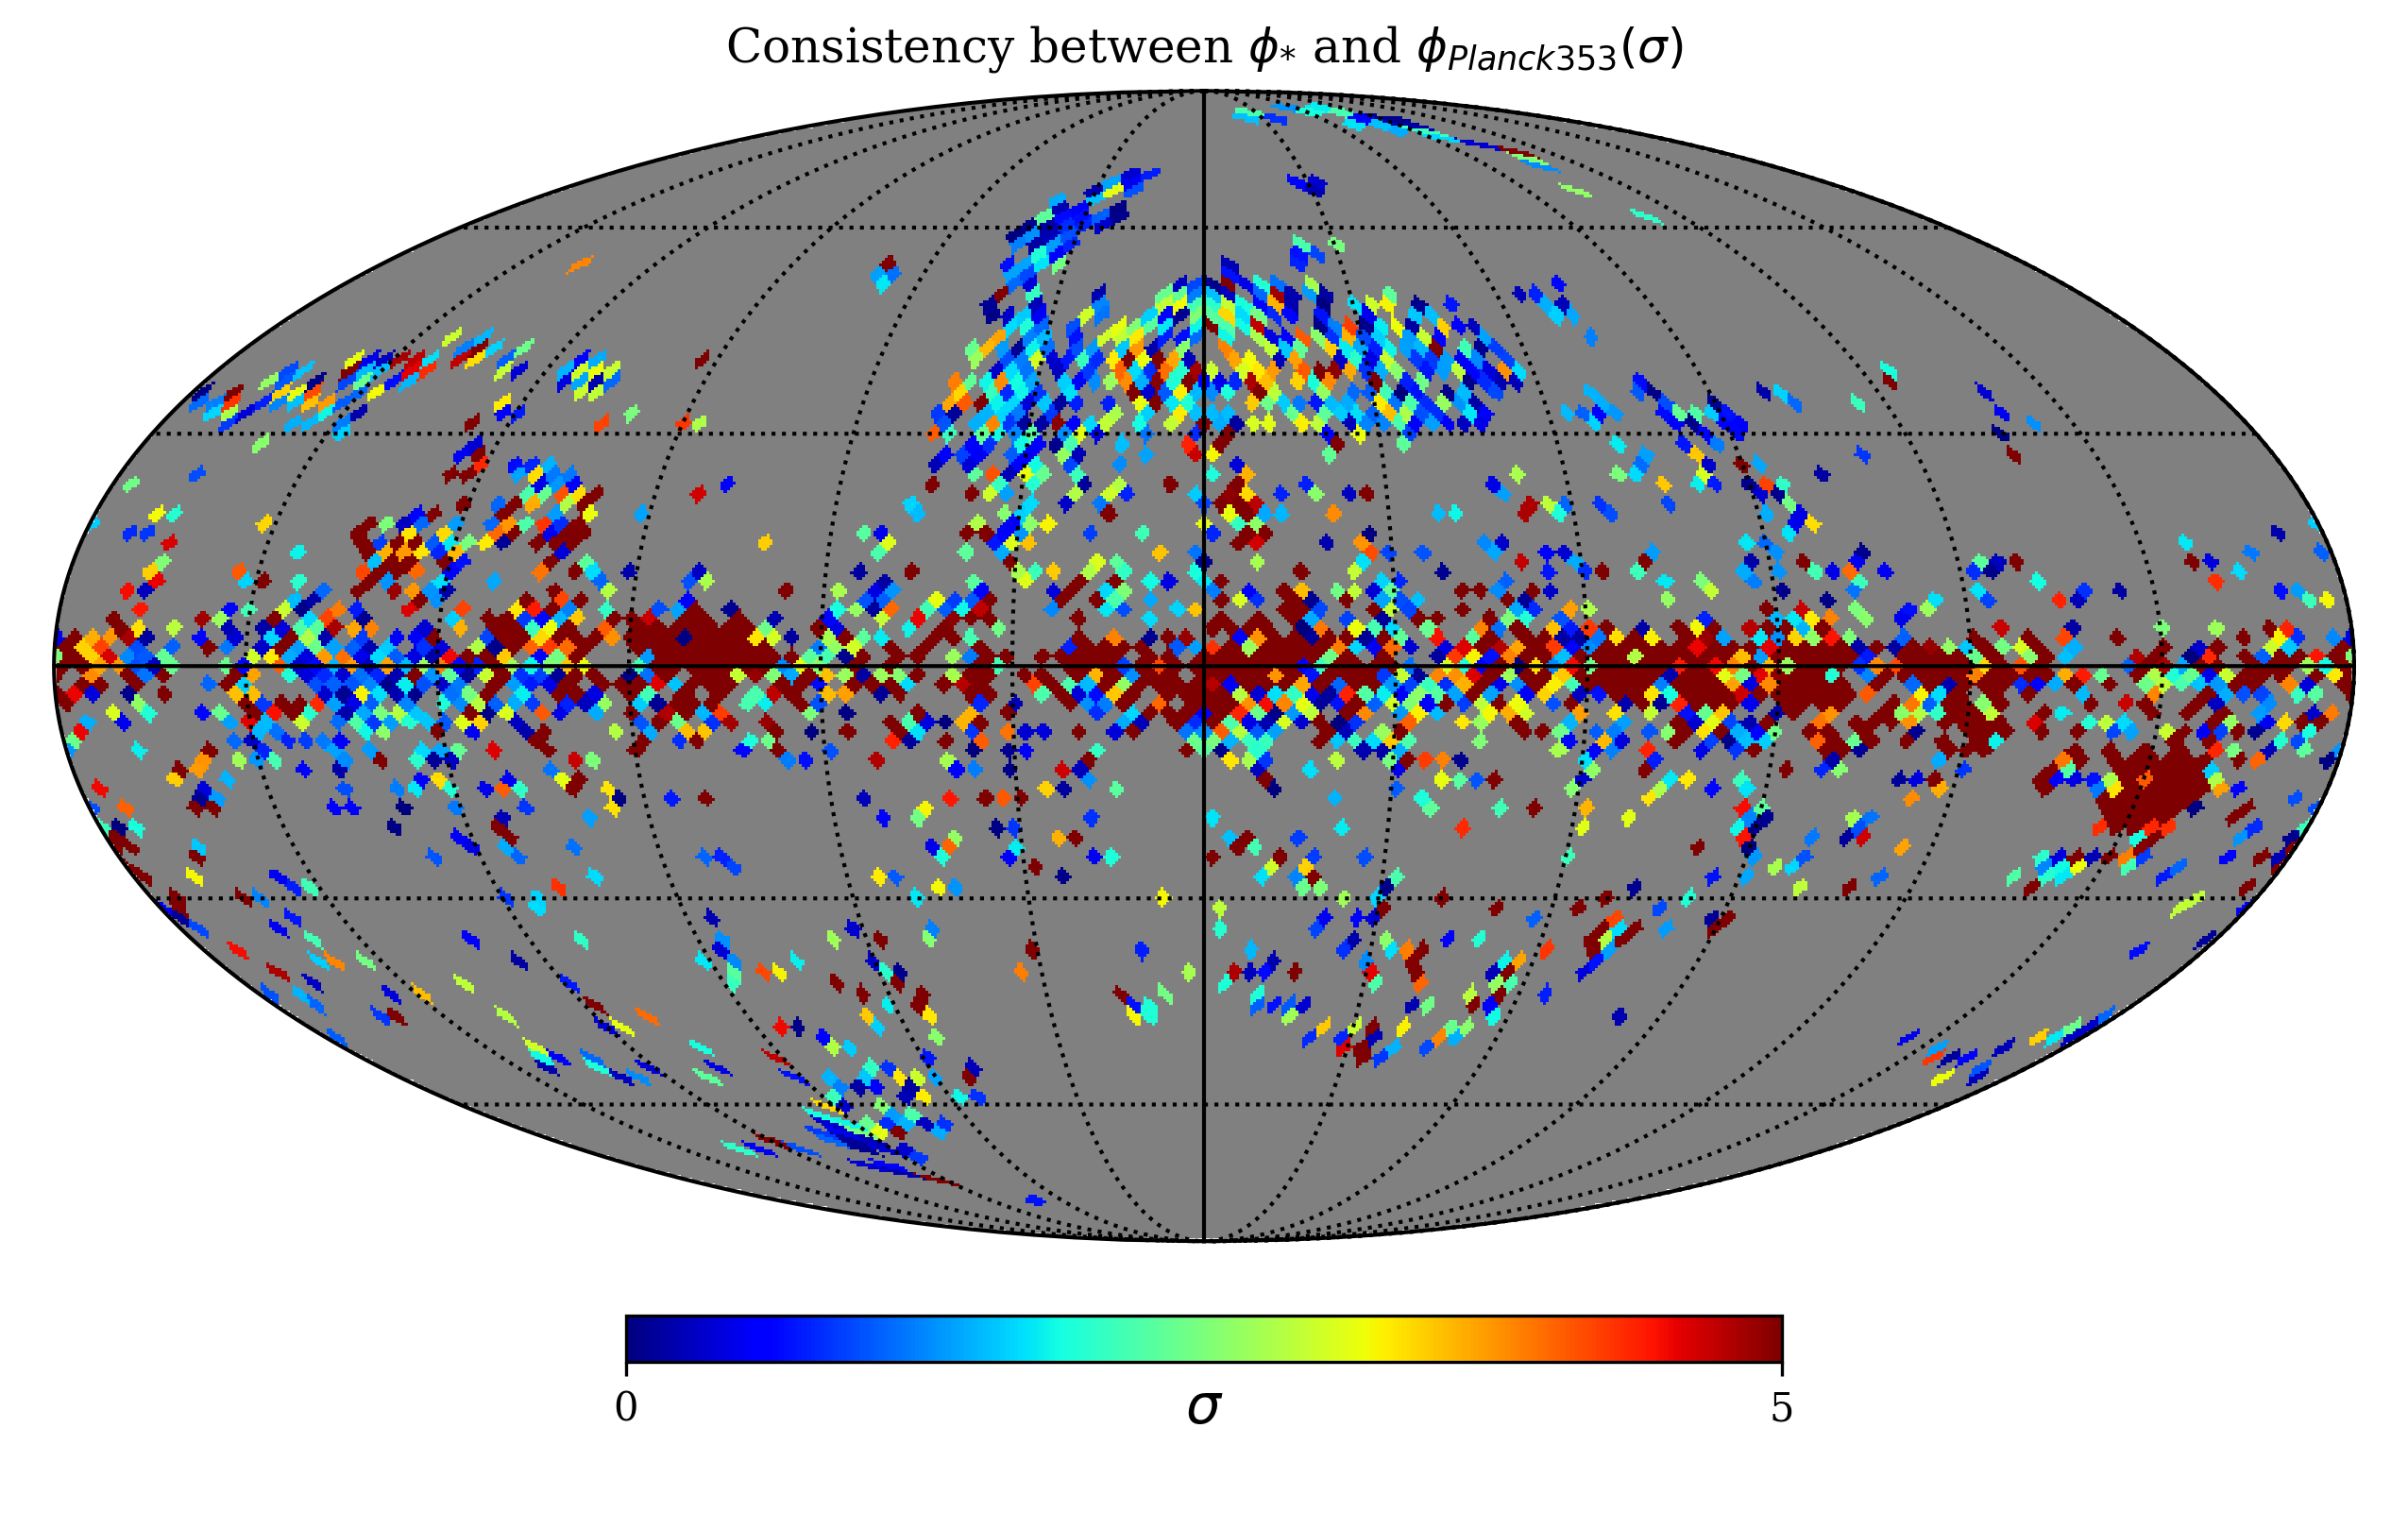 Consistency between ϕ* and ϕPlanck353(σ)
0 σ 5